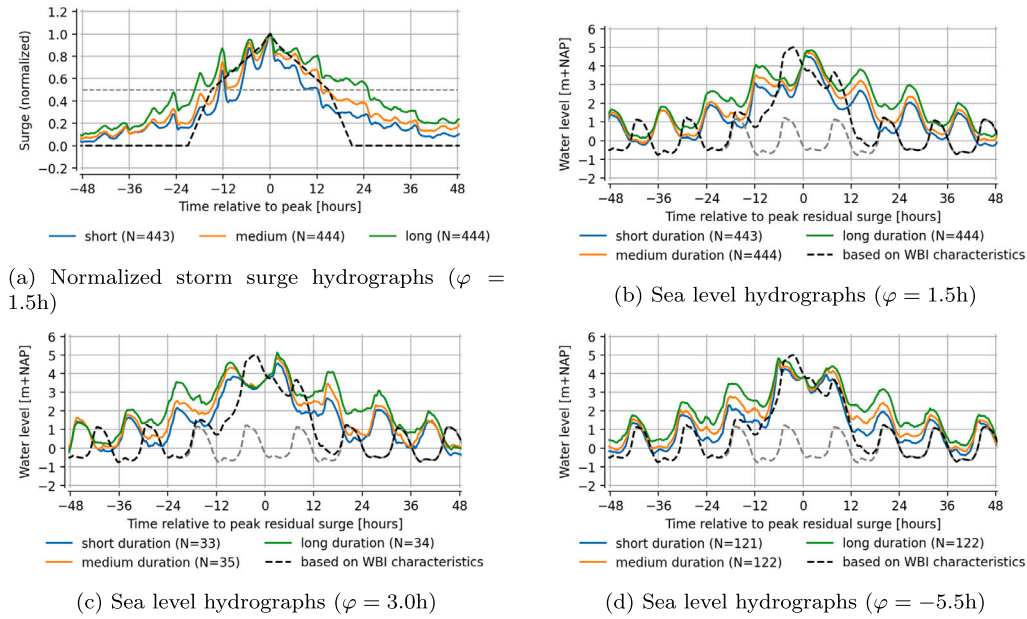 1.2
1.0
0.8
0.6
0.4
0.2
0.0
−0.2
Surge (normalized)
−48 −36 −24 −12 0 12 24 36 48
Time relative to peak [hours]
short (N=443) medium (N=444) long (N=444)
(a) Normalized storm surge hydrographs (φ =
1.5h)
6
5
4
3
2
1
0
−1
−2
Water level [m+NAP]
−48 −36 −24 −12 0 12 24 36 48
Time relative to peak residual surge [hours]
short duration (N=443) long duration (N=444)
medium duration (N=444) based on WBI characteristics
(b) Sea level hydrographs (φ = 1.5h)
6
5
4
3
2
1
0
−1
−2
Water level [m+NAP]
−48 −36 −24 −12 0 12 24 36 48
Time relative to peak residual surge [hours]
short duration (N=33) long duration (N=34)
medium duration (N=35) based on WBI characteristics
(c) Sea level hydrographs (φ = 3.0h)
6
5
4
3
2
1
0
−1
−2
Water level [m+NAP]
−48 −36 −24 −12 0 12 24 36 48
Time relative to peak residual surge [hours]
short duration (N=121) long duration (N=122)
medium duration (N=122) based on WBI characteristics
(d) Sea level hydrographs (φ = −5.5h)